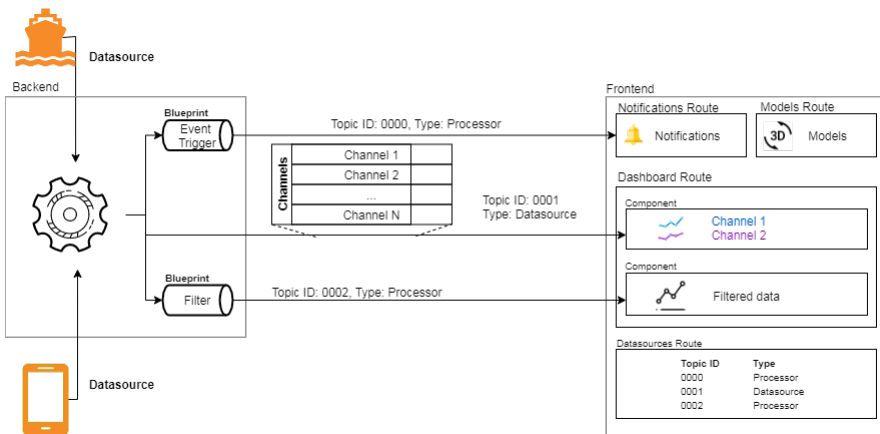 Datasource
Backend
Blueprint
Event
Trigger
Topic ID: 0000, Type: Processor
Channels
Channel 1
Channel 2
...
Channel N
Topic ID: 0001
Type: Datasource
Blueprint
Filter
Topic ID: 0002, Type: Processor
Datasource
Frontend
Notifications Route
Notifications
Models Route
3D
Models
Dashboard Route
Component
Channel 1
Channel 2
Component
Filtered data
Datasources Route
Topic ID Type
0000 Processor
0001 Datasource
0002 Processor